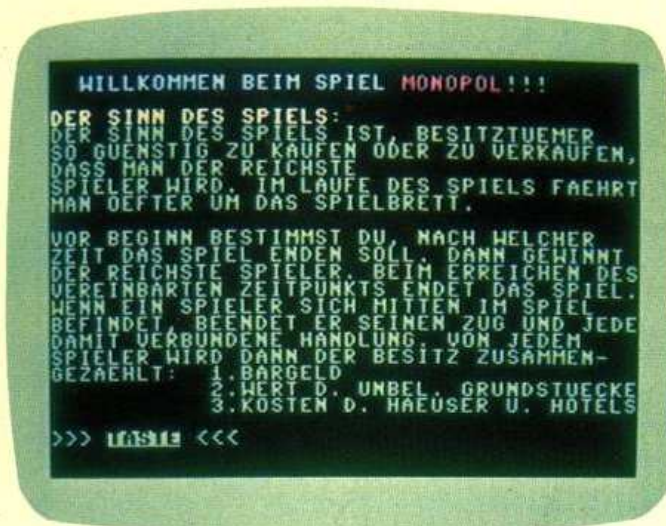 WILLKOMMEN BEIM SPIEL MONOPOL!!!
DER SINN DES SPIELS:
DER SINN DES SPIELS IST, BESITZTUEMER
SO GUENSTIG ZU KAUFEN ODER ZU VERKAUFEN,
DASS MAN DER REICHSTE
SPIELER WIRD. IM LAUFE DES SPIELS FAEHRT
MAN OEFTER UM DAS SPIELBRETT.
VOR BEGINN BESTIMMST DU, NACH WELCHER
ZEIT DAS SPIEL ENDEN SOLL. DANN GEWINNT
DER REICHSTE SPIELER. BEIM ERREICHEN DES
VEREINBARTEN ZEITPUNKTS ENDET DAS SPIEL.
WENN EIN SPIELER SICH MITTEN IM SPIEL
BEFINDET, BEENDET ER SEINEN ZUG UND JEDE
DAMIT VERBUNDENE HANDLUNG. VON JEDEM
SPIELER WIRD DANN DER BESITZ ZUSAMMEN-
GEZAEHLT: 1.BARGELD
2.WERT D. UNBEL. GRUNDSTUECKE
3.KOSTEN D. HAEUSER U. HOTELS
>>> TASTE <<<